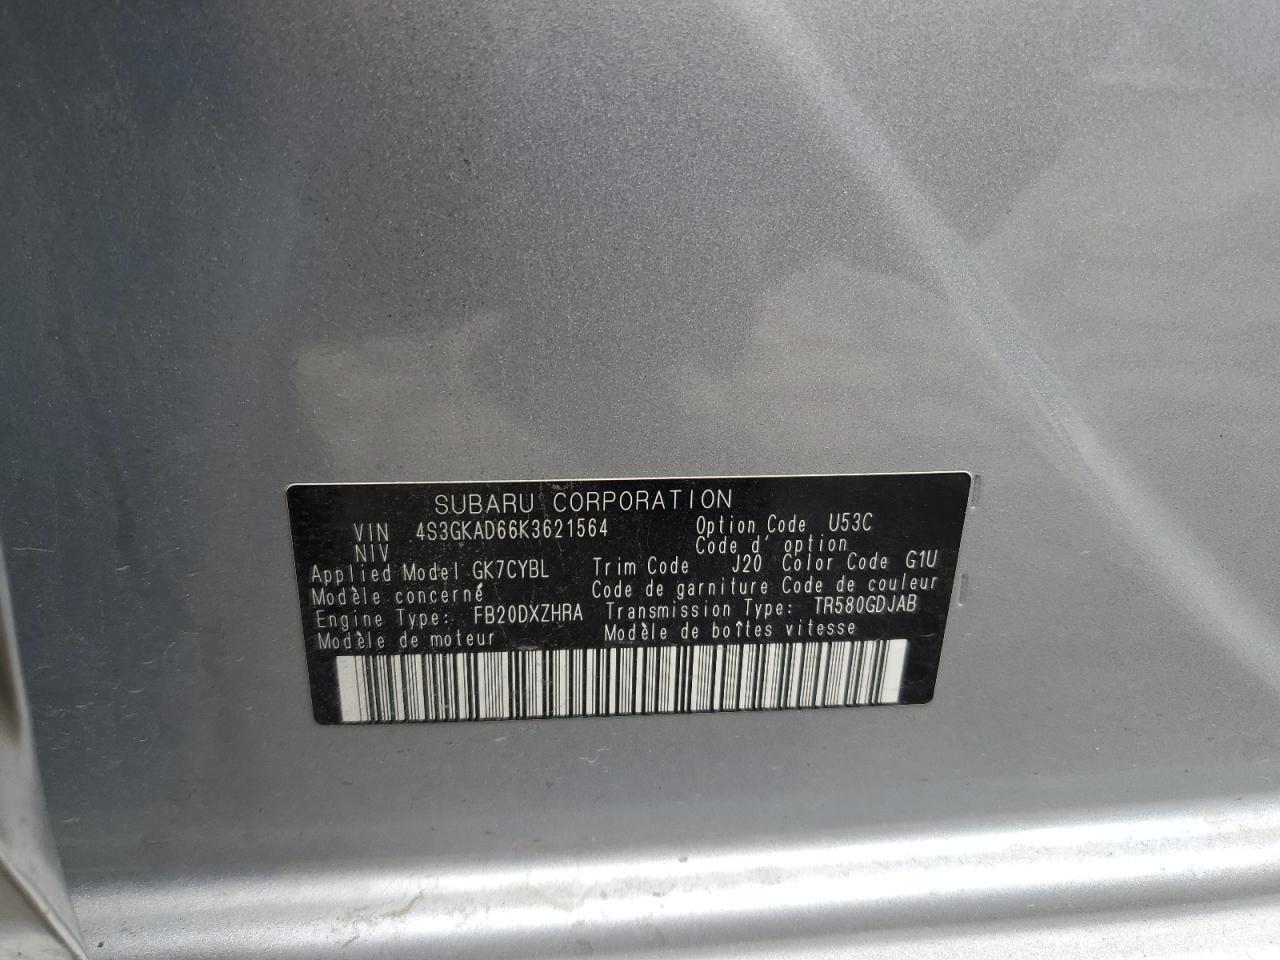 SUBARU CORPORATION
VIN 4S3GKAD66K3621564 Option Code U53C
NIV Code d' option
Applied Model GK7CYBL Trim Code J20 Color Code G1U
Modèle concerné Code de garniture Code de couleur
Engine Type: FB20DXZHRA Transmission Type: TR580GDJAB
Modèle de moteur Modèle de boîtes vitesse